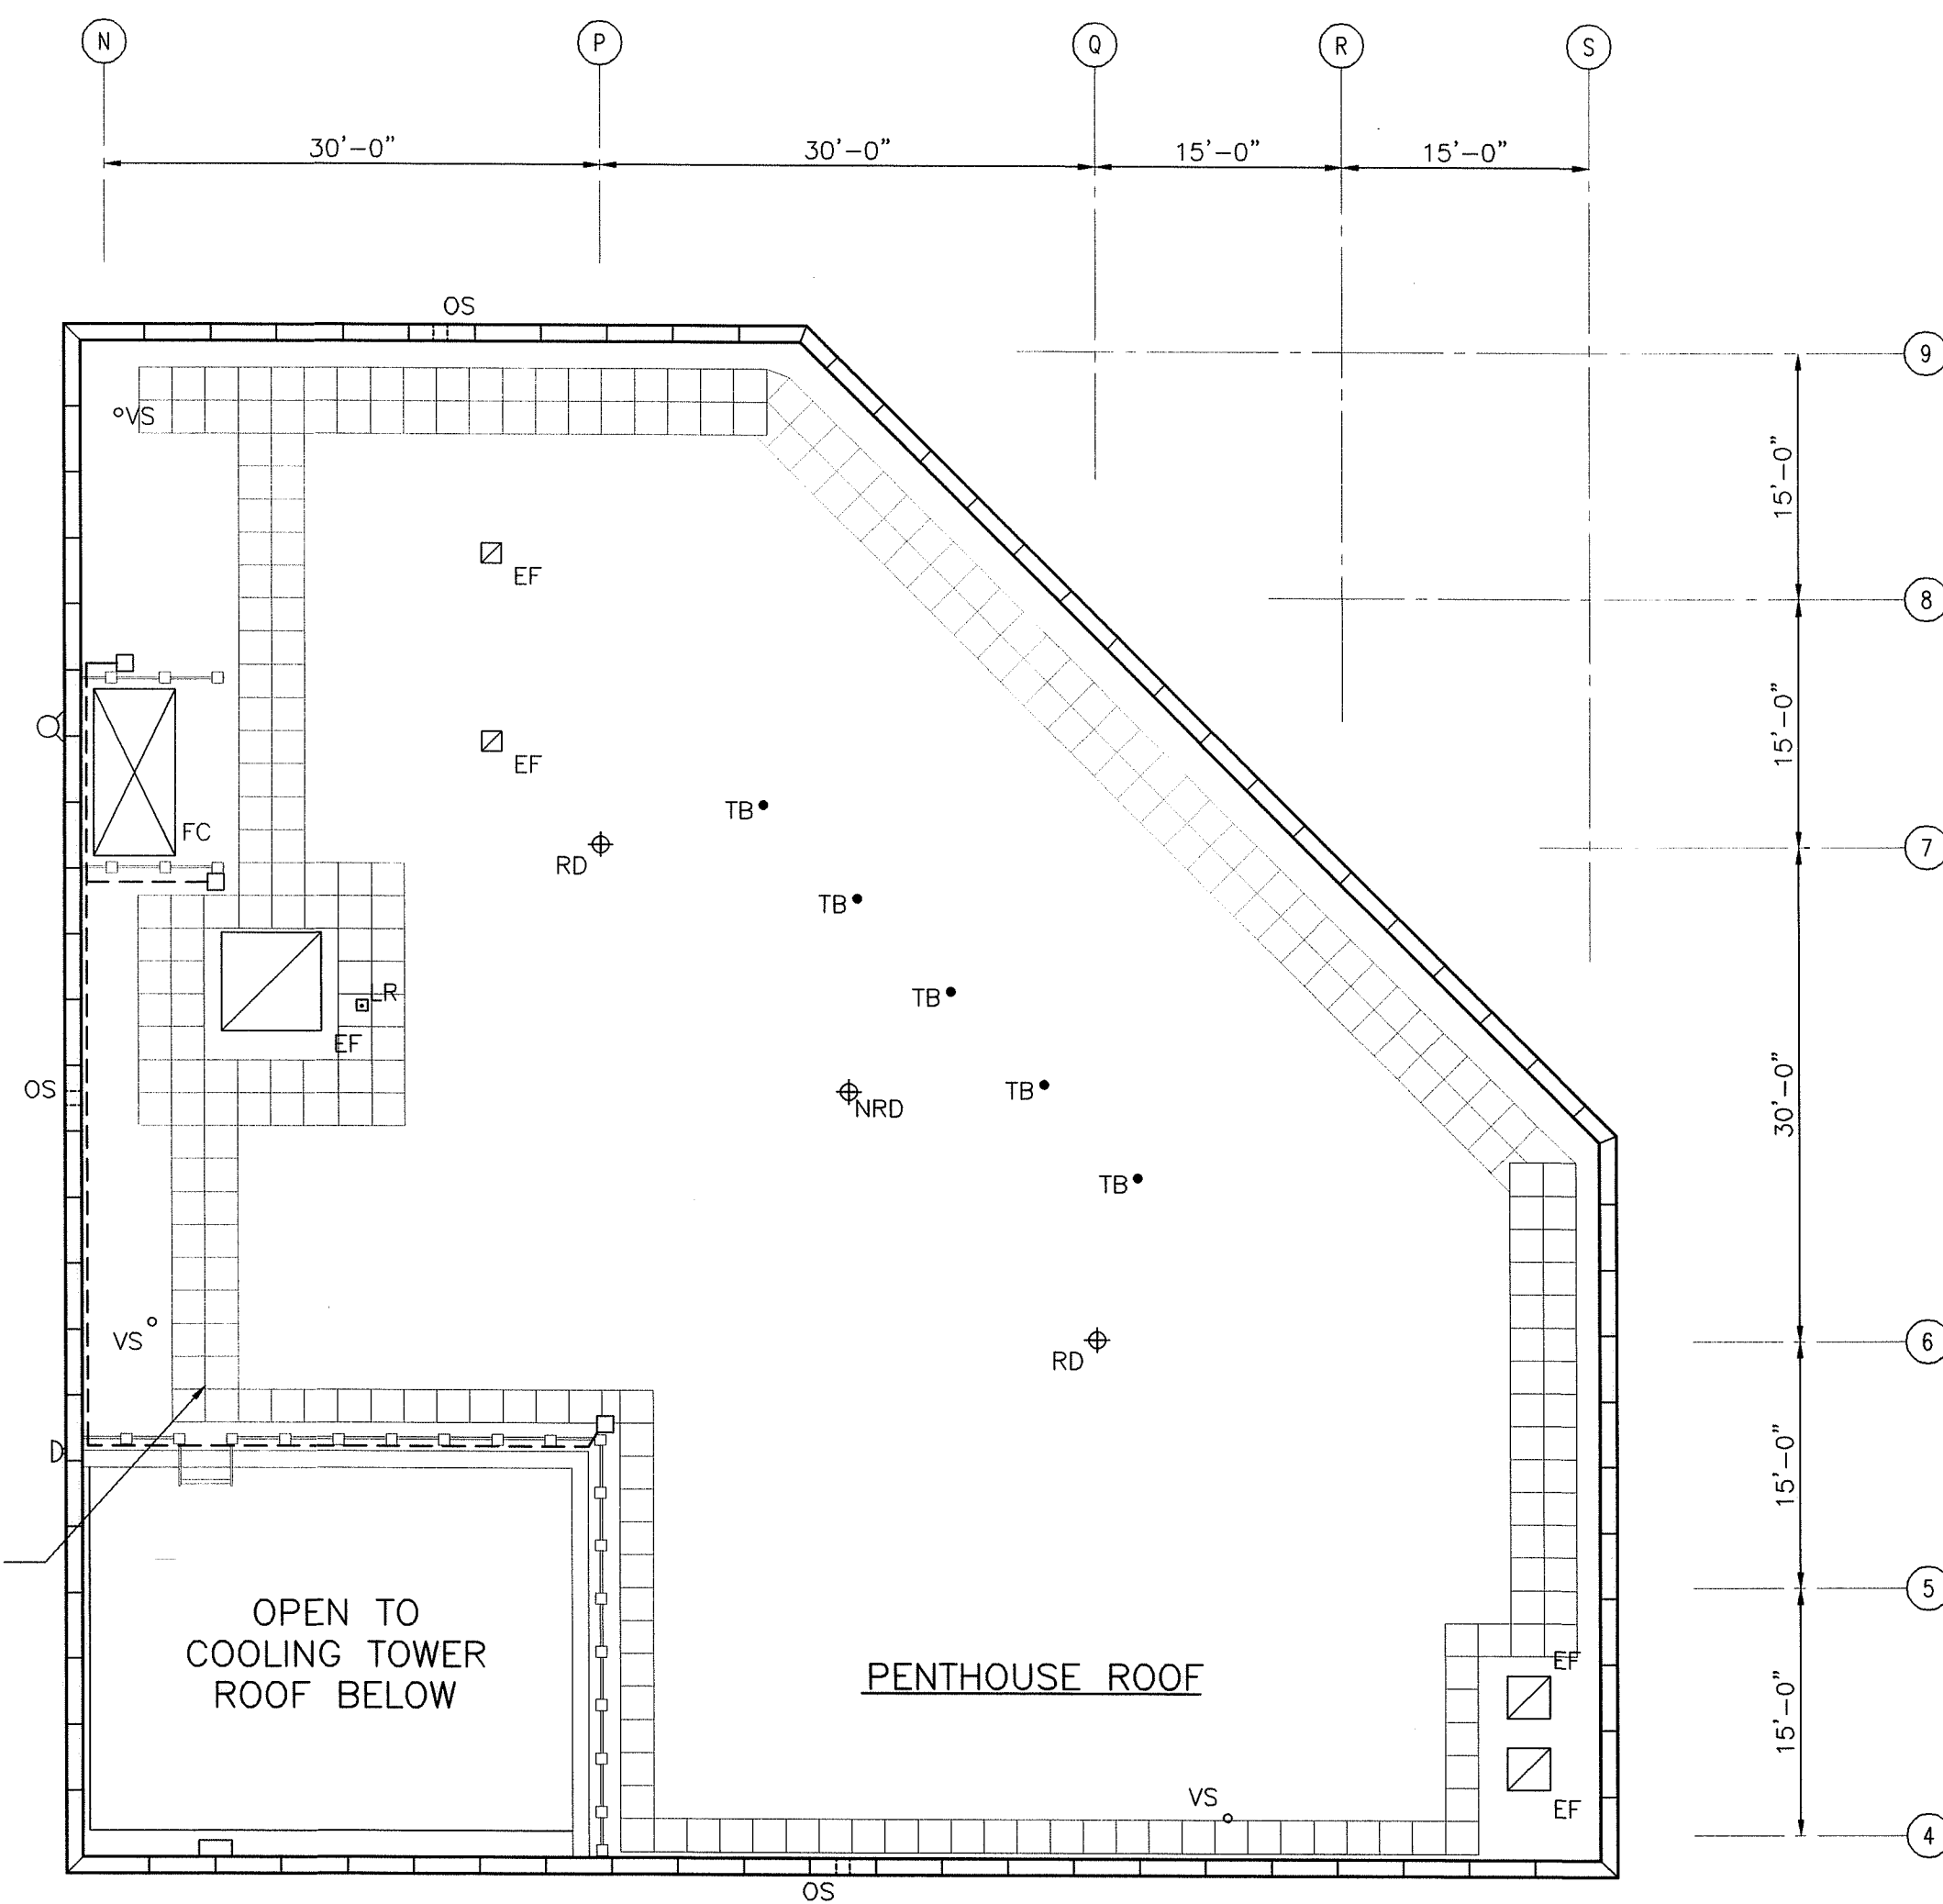 N P Q R S
30'-0" 30'-0" 15'-0" 15'-0"
OS
9
VS
15'-0"
EF
8
15'-0"
EF
TB
FC
7
RD
TB
LR
TB
EF
30'-0"
OS
TB
NRD
TB
VS
6
RD
D
15'-0"
5
OPEN TO
COOLING TOWER
ROOF BELOW
EF
PENTHOUSE ROOF
15'-0"
VS
EF
4
OS